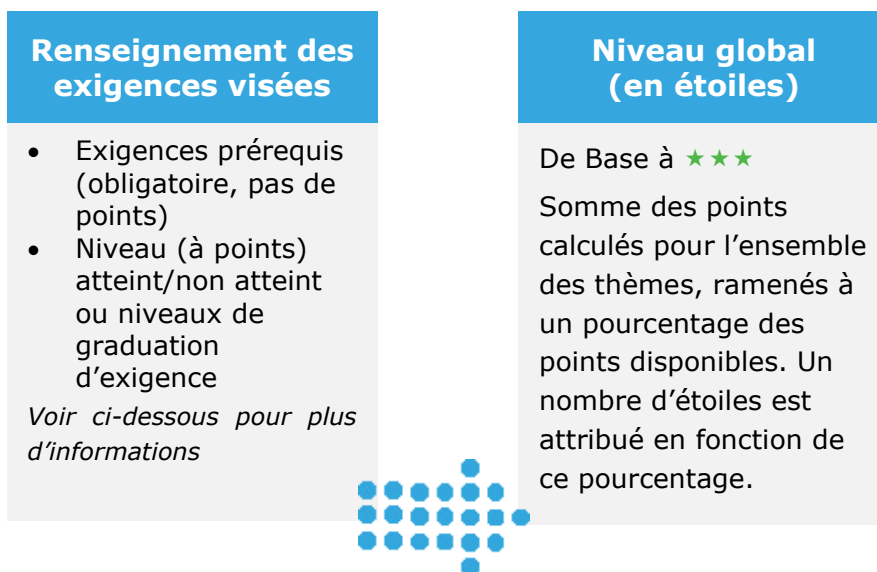 Renseignement des
exigences visées
• Exigences prérequis
(obligatoire, pas de
points)
• Niveau (à points)
atteint/non atteint
ou niveaux de
graduation
d’exigence
Voir ci-dessous pour plus
d’informations
Niveau global
(en étoiles)
De Base à ★★★
Somme des points
calculés pour l’ensemble
des thèmes, ramenés à
un pourcentage des
points disponibles. Un
nombre d’étoiles est
attribué en fonction de
ce pourcentage.